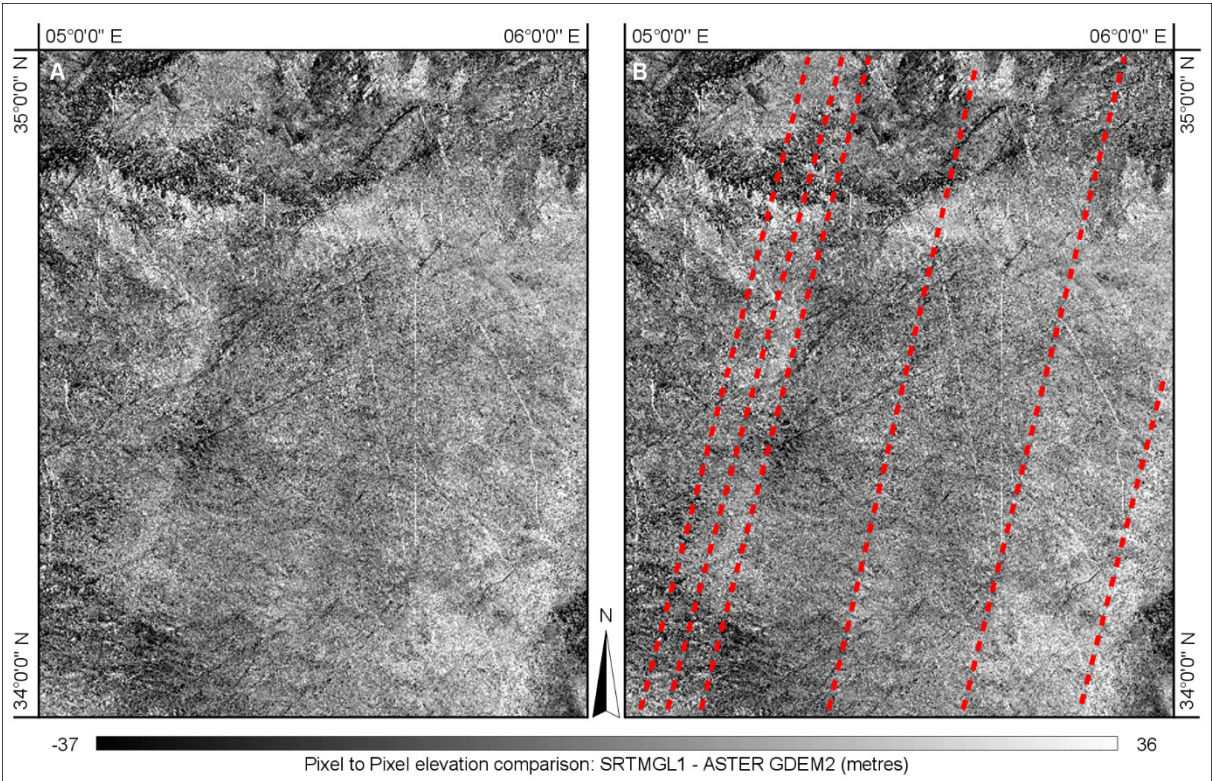 05°0'0" E
06°0'0" E
05°0'0" E
06°0'0" E
A
B
35°0'0" N
35°0'0" N
34°0'0" N
34°0'0" N
N
-37
36
Pixel to Pixel elevation comparison: SRTMGL1 - ASTER GDEM2 (metres)